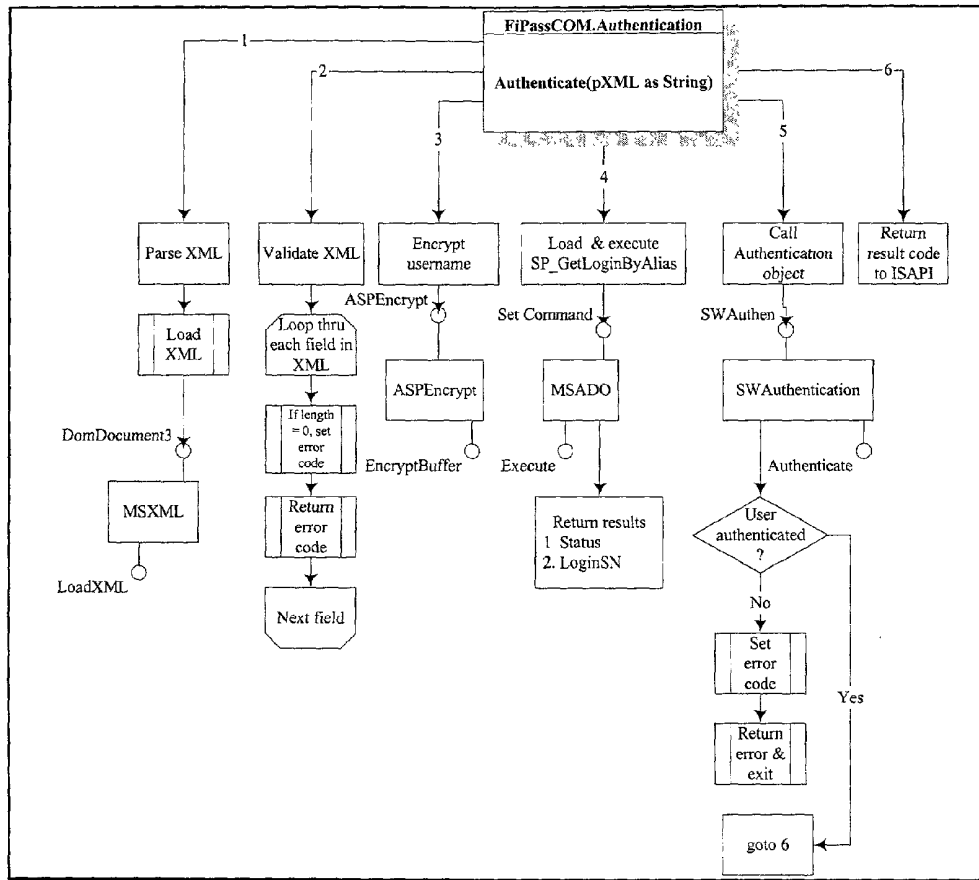 FiPassCOM.Authentication
Authenticate(pXML as String)
1
2
3
4
5
6
Parse XML
Load
XML
DomDocument3
MSXML
LoadXML
Validate XML
Loop thru
each field in
XML
If length
= 0, set
error
code
Return
error
code
Next field
Encrypt
username
ASPEncrypt
ASPEncrypt
EncryptBuffer
Load & execute
SP_GetLoginByAlias
Set Command
MSADO
Execute
Return results
1 Status
2. LoginSN
Call
Authentication
object
SWAuthen
SWAuthentication
Authenticate
User
authenticated
?
No
Set
error
code
Return
error &
exit
Yes
goto 6
Return
result code
to ISAPI